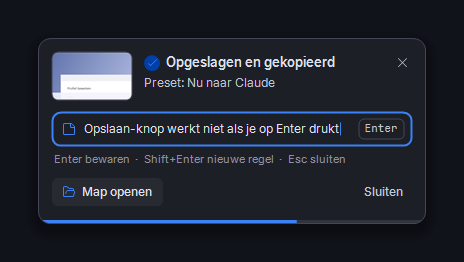 Opgeslagen en gekopieerd
Preset: Nu naar Claude
Opslaan-knop werkt niet als je op Enter drukt
Enter
Enter bewaren · Shift+Enter nieuwe regel · Esc sluiten
Map openen
Sluiten